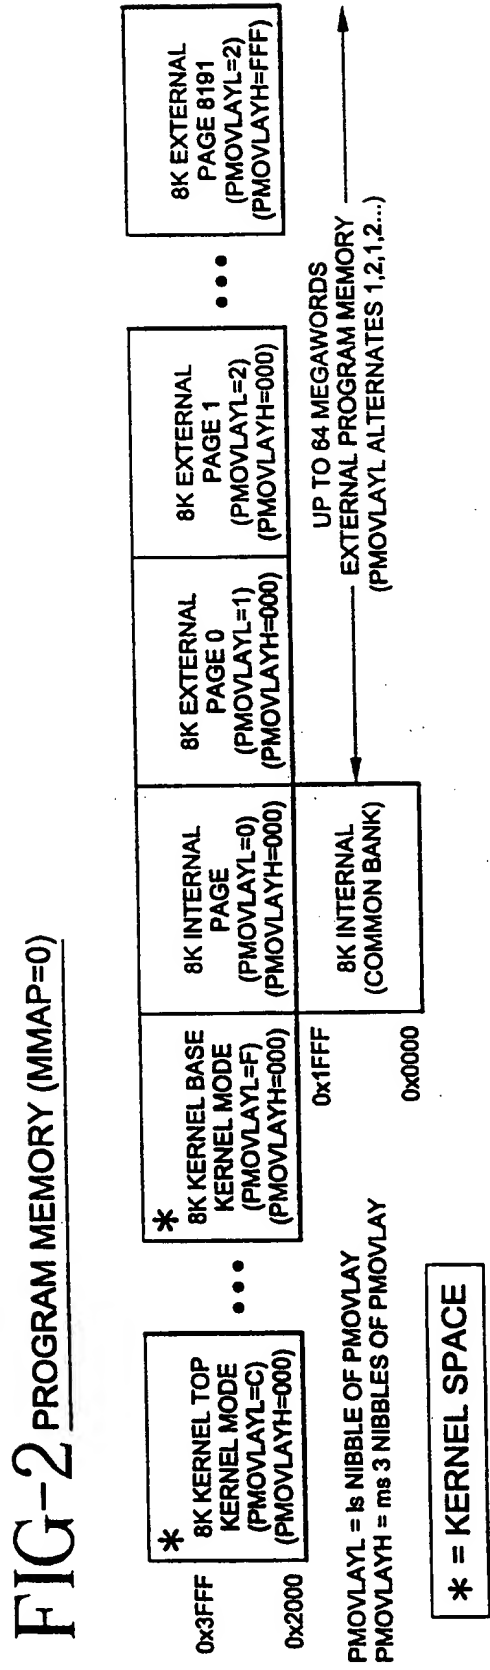 FIG-2 PROGRAM MEMORY (MMAP=0)
0x3FFF
0x2000
*
8K KERNEL TOP
KERNEL MODE
(PMOVLAYL=C)
(PMOVLAYH=000)
•••
*
8K KERNEL BASE
KERNEL MODE
(PMOVLAYL=F)
(PMOVLAYH=000)
8K INTERNAL
PAGE
(PMOVLAYL=0)
(PMOVLAYH=000)
8K EXTERNAL
PAGE 0
(PMOVLAYL=1)
(PMOVLAYH=000)
8K EXTERNAL
PAGE 1
(PMOVLAYL=2)
(PMOVLAYH=000)
•••
8K EXTERNAL
PAGE 8191
(PMOVLAYL=2)
(PMOVLAYH=FFF)
0x1FFF
0x0000
8K INTERNAL
(COMMON BANK)
UP TO 64 MEGAWORDS
EXTERNAL PROGRAM MEMORY
(PMOVLAYL ALTERNATES 1,2,1,2...)
PMOVLAYL = ls NIBBLE OF PMOVLAY
PMOVLAYH = ms 3 NIBBLES OF PMOVLAY
* = KERNEL SPACE